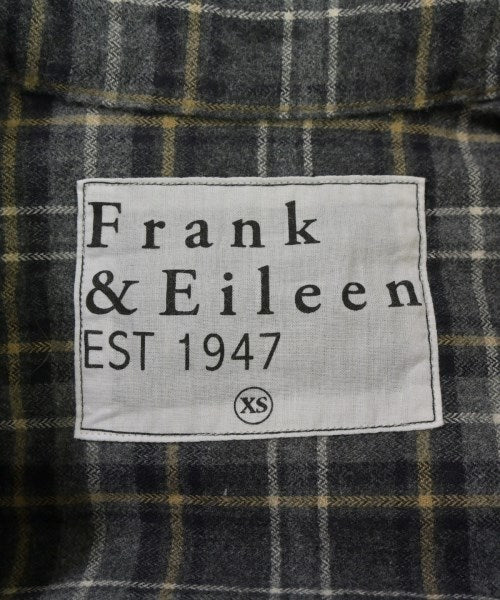 Frank
& Eileen
EST 1947
XS